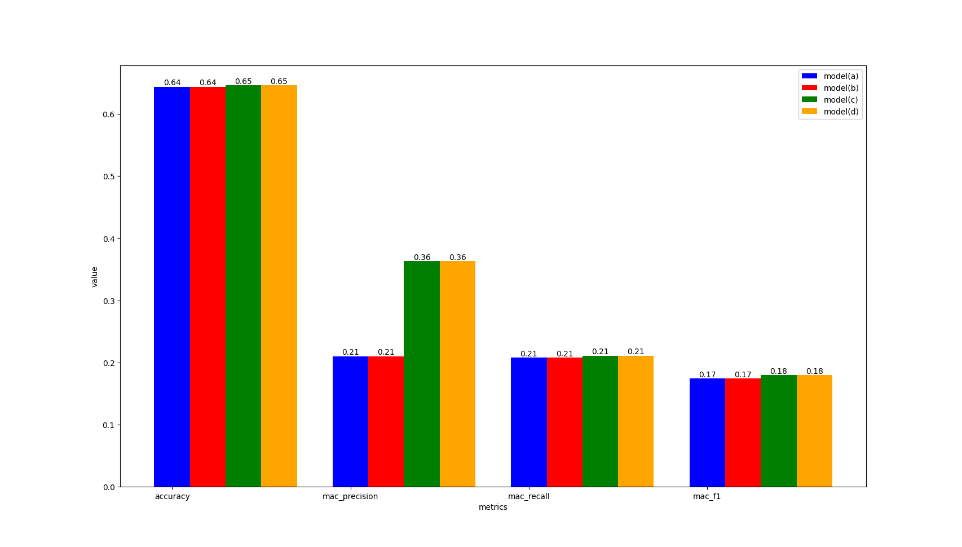 model(a)
model(b)
model(c)
model(d)
0.64 0.64 0.65 0.65
0.21 0.21 0.36 0.36
0.21 0.21 0.21 0.21
0.17 0.17 0.18 0.18
0.6
0.5
0.4
0.3
0.2
0.1
0.0
value
accuracy mac_precision mac_recall mac_f1
metrics